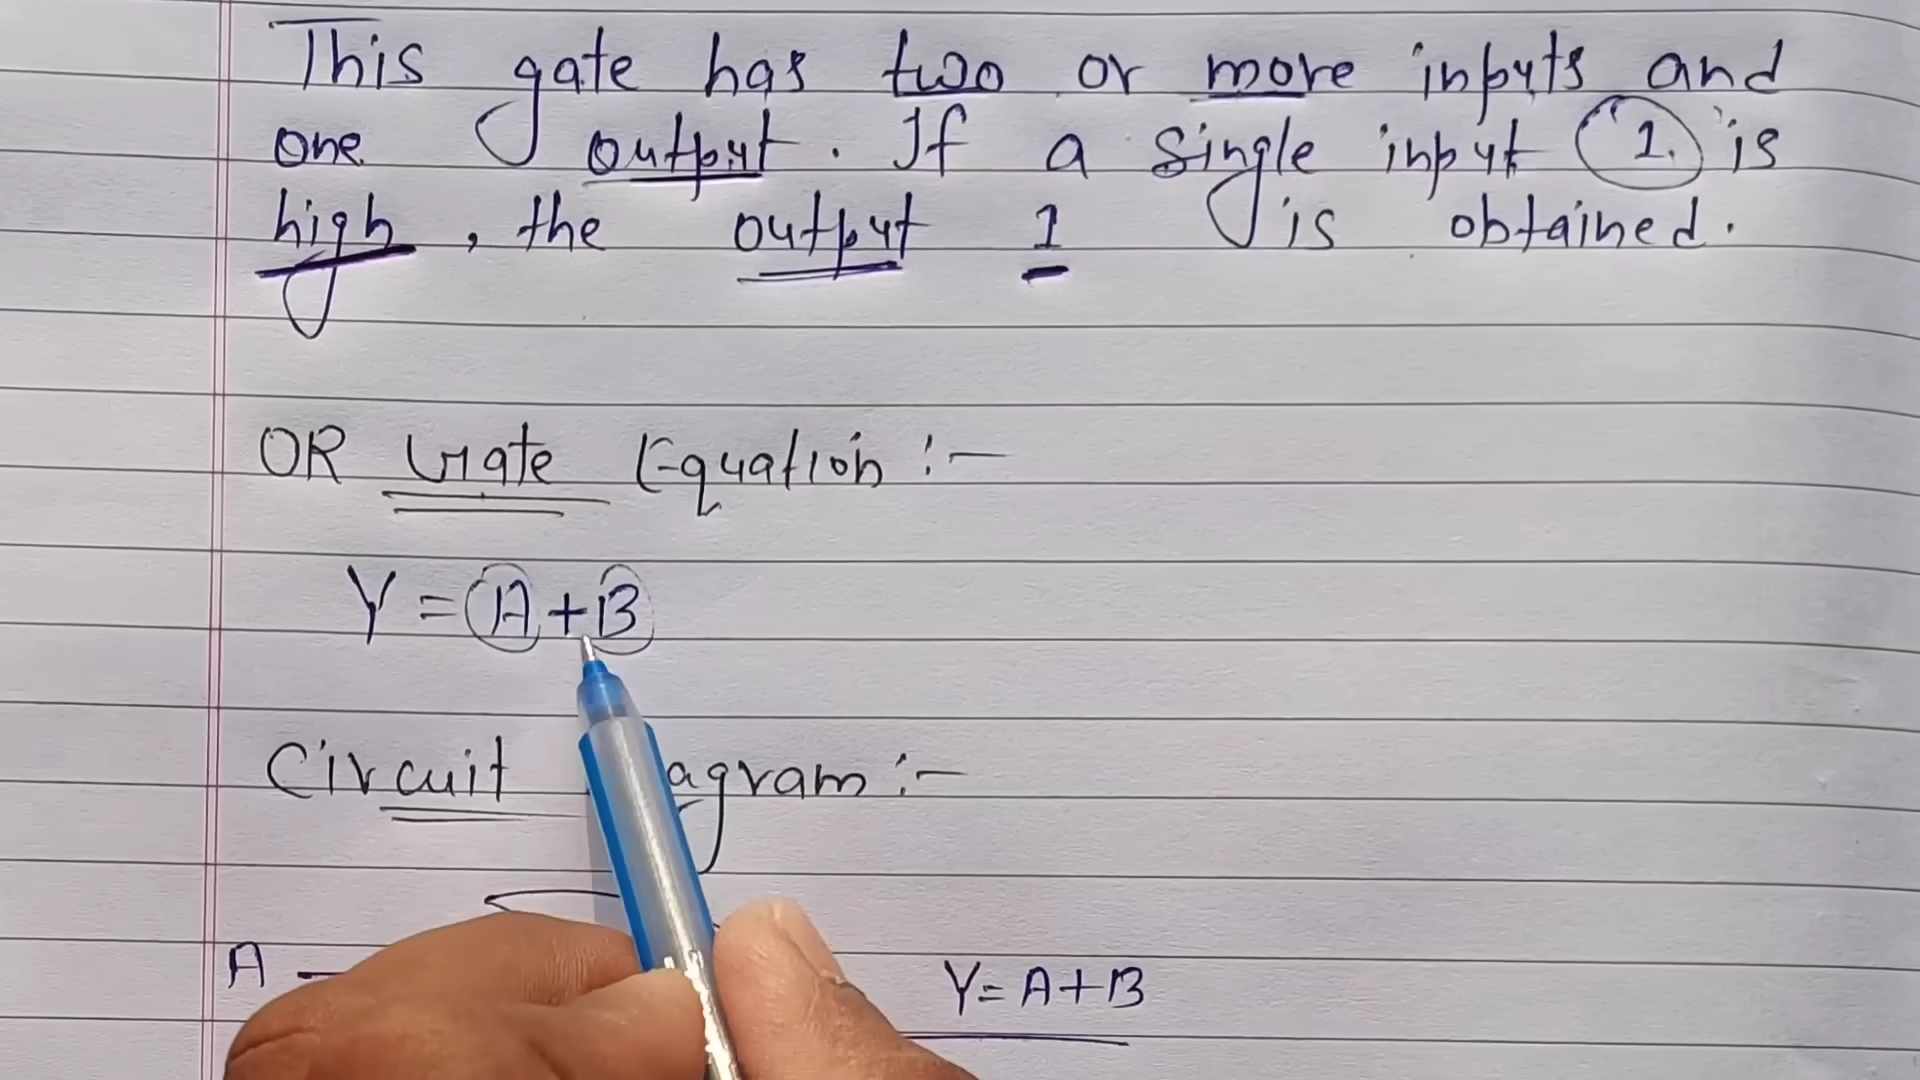 This gate has two or more inputs and
one output. If a single input "1" is
high, the output 1 is obtained.
OR Gate Equation :-
Y = A+B
Circuit agram :-
A
Y = A+B